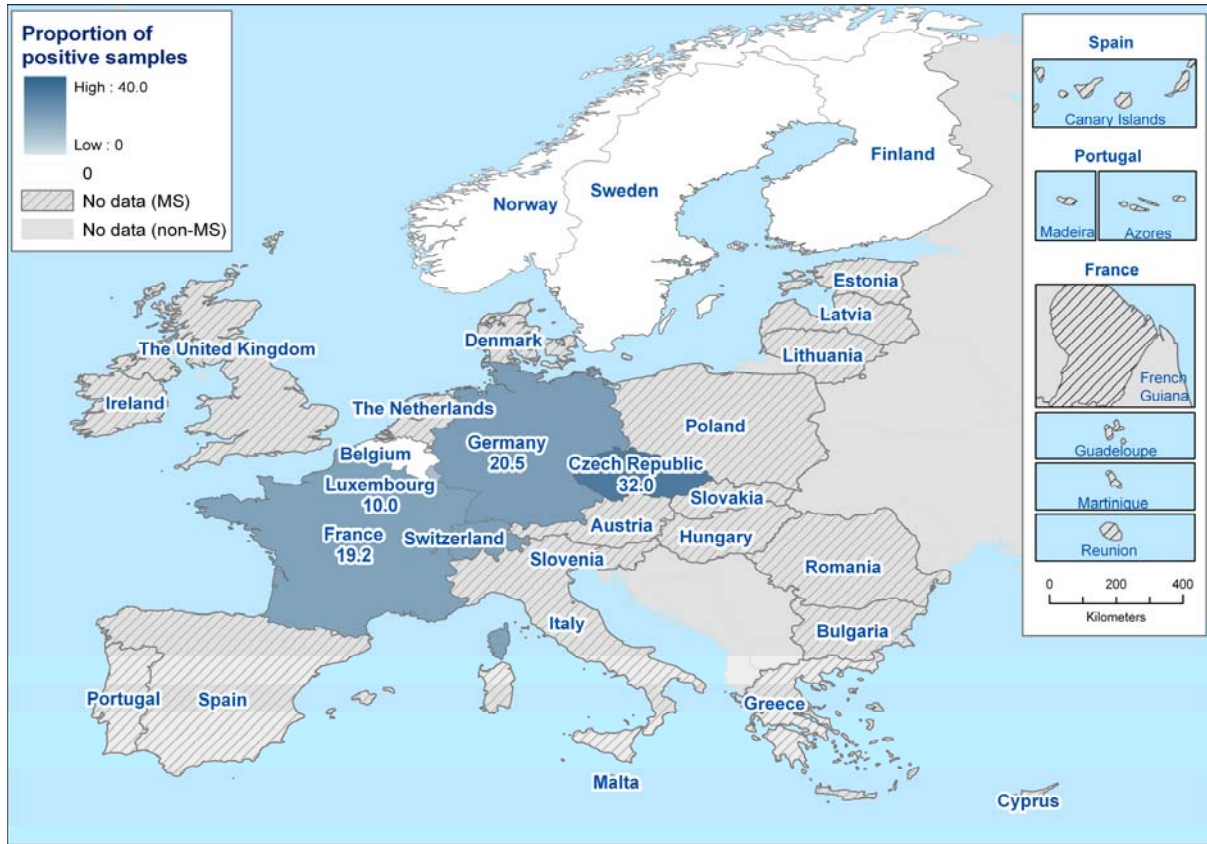 Proportion of
positive samples
High : 40.0
Low : 0
0
No data (MS)
No data (non-MS)
Norway
Sweden
Finland
Estonia
Latvia
Lithuania
Denmark
The United Kingdom
Ireland
The Netherlands
Germany
20.5
Poland
Belgium
Luxembourg
10.0
Czech Republic
32.0
Slovakia
France
19.2
Switzerland
Austria
Hungary
Slovenia
Romania
Italy
Bulgaria
Portugal
Spain
Greece
Malta
Cyprus
Spain
Canary Islands
Portugal
Madeira
Azores
France
French
Guiana
Guadeloupe
Martinique
Reunion
0 200 400
Kilometers